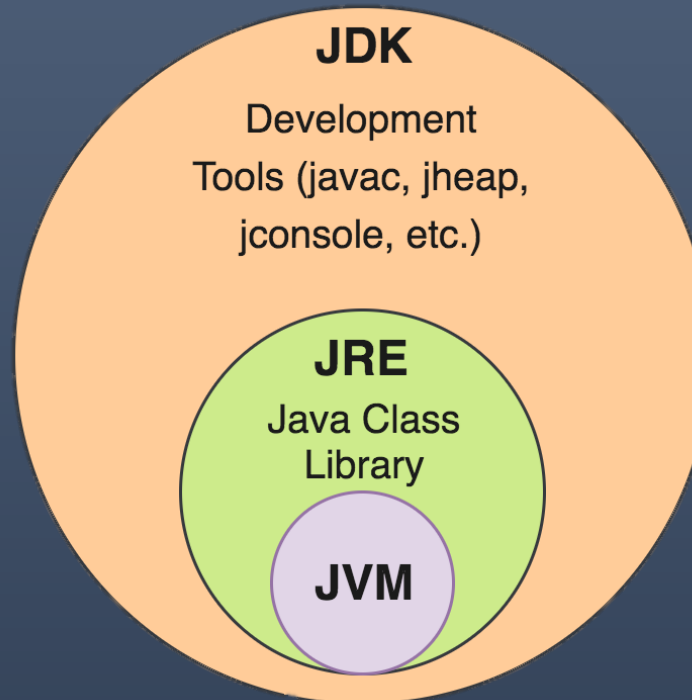 JDK
Development
Tools (javac, jheap,
jconsole, etc.)
JRE
Java Class
Library
JVM